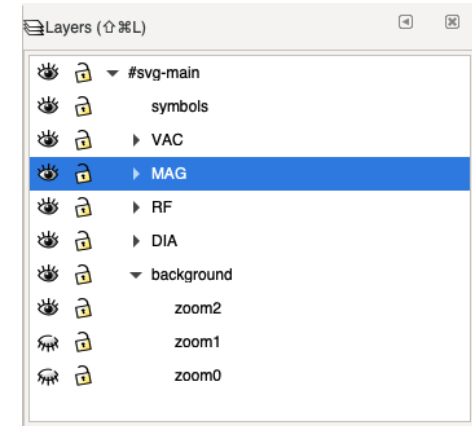 Layers (⇧⌘L)
#svg-main
symbols
VAC
MAG
RF
DIA
background
zoom2
zoom1
zoom0